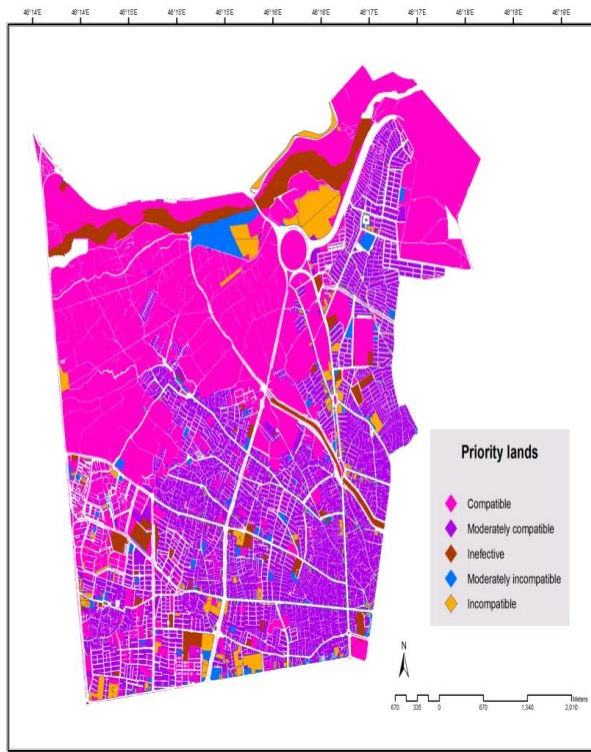 46°14'E 46°14'E 46°15'E 46°15'E 46°15'E 46°16'E 46°16'E 46°17'E 46°17'E 46°18'E 46°18'E 46°19'E
Priority lands
Compatible
Moderately compatible
Inefective
Moderately incompatible
Incompatible
N
Meters
670 335 0 670 1,340 2,010